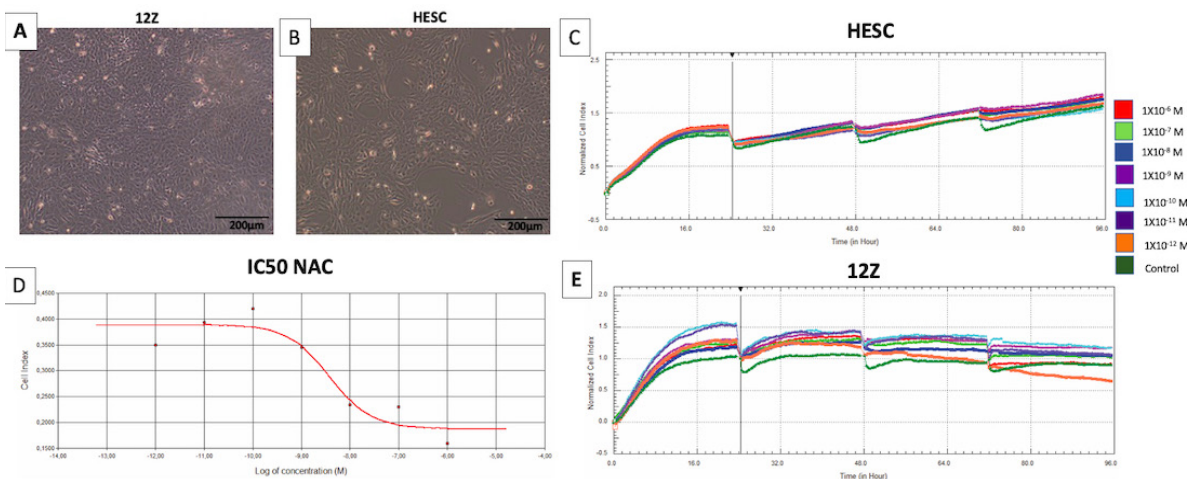 A
12Z
200µm
B
HESC
200µm
C
HESC
Normalized Cell Index
2.5
1.5
0.5
-0.5
0.0
16.0
32.0
48.0
64.0
80.0
96.0
Time (in Hour)
1X10⁻⁶ M
1X10⁻⁷ M
1X10⁻⁸ M
1X10⁻⁹ M
1X10⁻¹⁰ M
1X10⁻¹¹ M
1X10⁻¹² M
Control
D
IC50 NAC
Cell Index
0,4500
0,4000
0,3500
0,3000
0,2500
0,2000
0,1500
-14,00
-13,00
-12,00
-11,00
-10,00
-9,00
-8,00
-7,00
-6,00
-5,00
-4,00
Log of concentration (M)
E
12Z
Normalized Cell Index
2.0
1.5
1.0
0.5
0.0
-0.5
0.0
16.0
32.0
48.0
64.0
80.0
96.0
Time (in Hour)